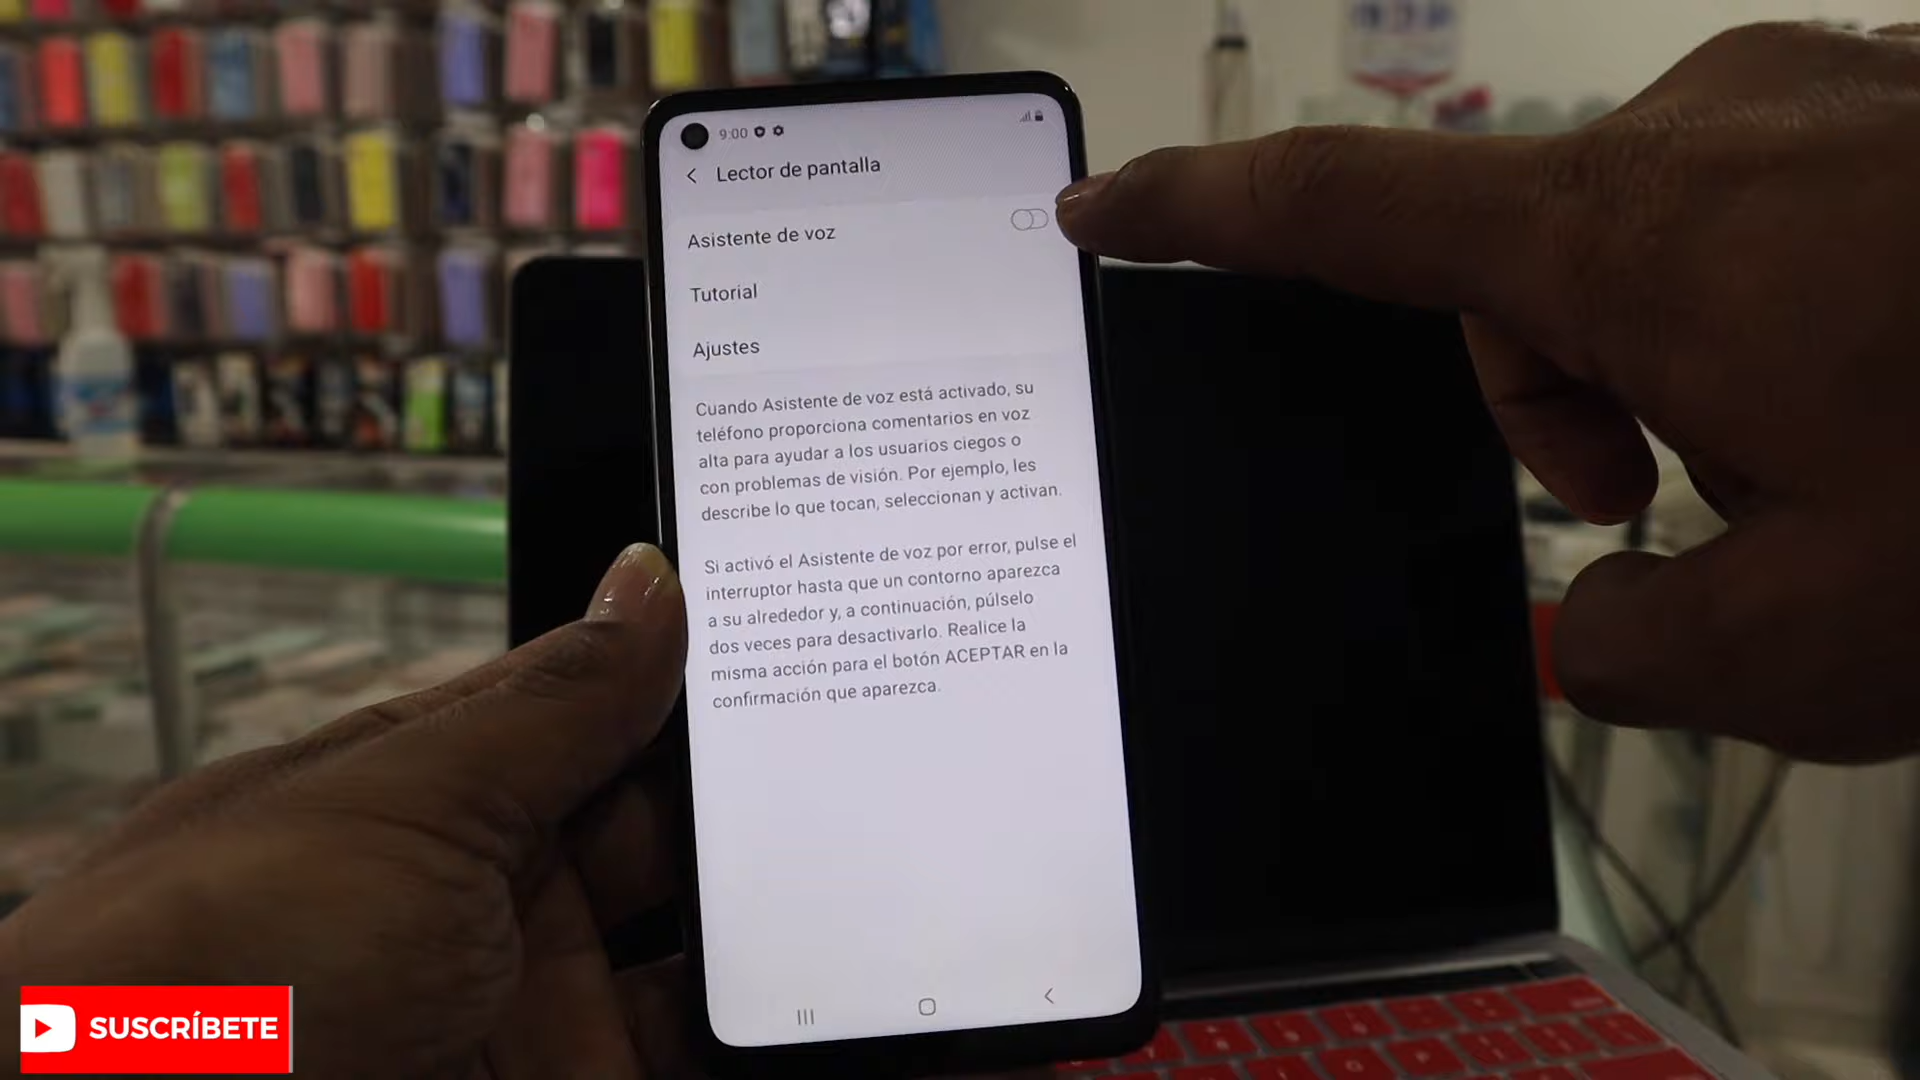 9:00
Lector de pantalla
Asistente de voz
Tutorial
Ajustes
Cuando Asistente de voz está activado, su
teléfono proporciona comentarios en voz
alta para ayudar a los usuarios ciegos o
con problemas de visión. Por ejemplo, les
describe lo que tocan, seleccionan y activan.
Si activó el Asistente de voz por error, pulse el
interruptor hasta que un contorno aparezca
a su alrededor y, a continuación, púlselo
dos veces para desactivarlo. Realice la
misma acción para el botón ACEPTAR en la
confirmación que aparezca.
SUSCRÍBETE